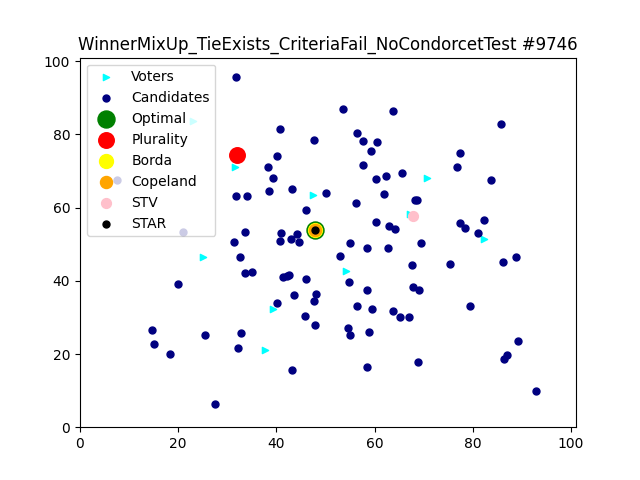 WinnerMixUp_TieExists_CriteriaFail_NoCondorcetTest #9746
100
80
60
40
20
0
Voters
Candidates
Optimal
Plurality
Borda
Copeland
STV
STAR
0 20 40 60 80 100